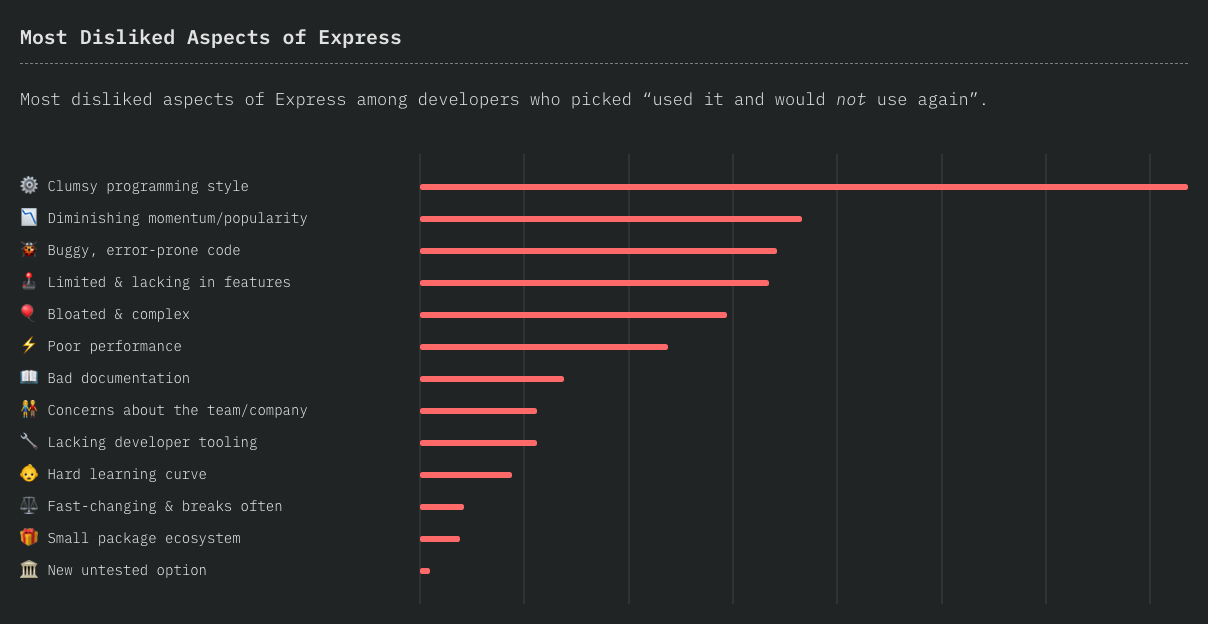 Most Disliked Aspects of Express
Most disliked aspects of Express among developers who picked “used it and would not use again”.
Clumsy programming style
Diminishing momentum/popularity
Buggy, error-prone code
Limited & lacking in features
Bloated & complex
Poor performance
Bad documentation
Concerns about the team/company
Lacking developer tooling
Hard learning curve
Fast-changing & breaks often
Small package ecosystem
New untested option